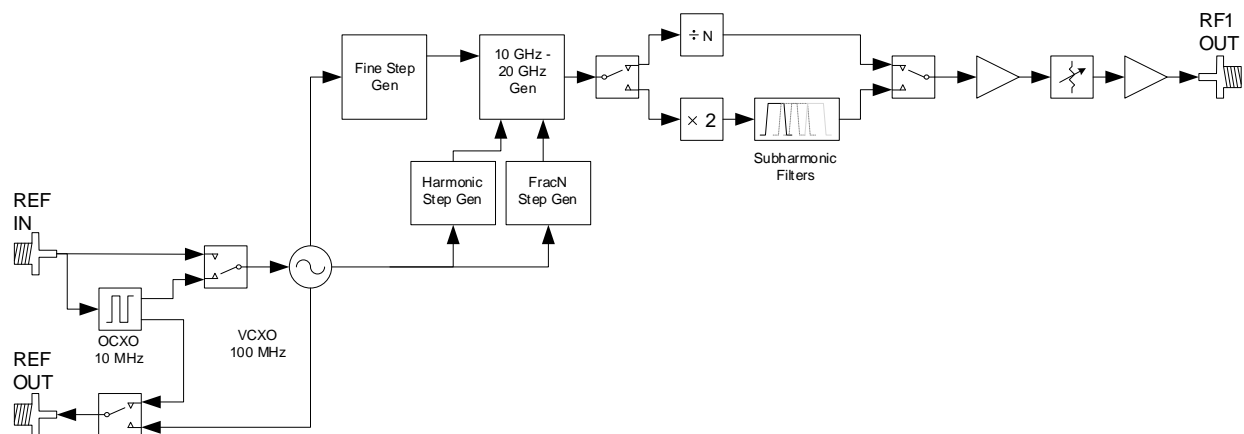 RF1
OUT
Fine Step
Gen
10 GHz -
20 GHz
Gen
÷ N
× 2
Subharmonic
Filters
Harmonic
Step Gen
FracN
Step Gen
REF
IN
OCXO
10 MHz
VCXO
100 MHz
REF
OUT